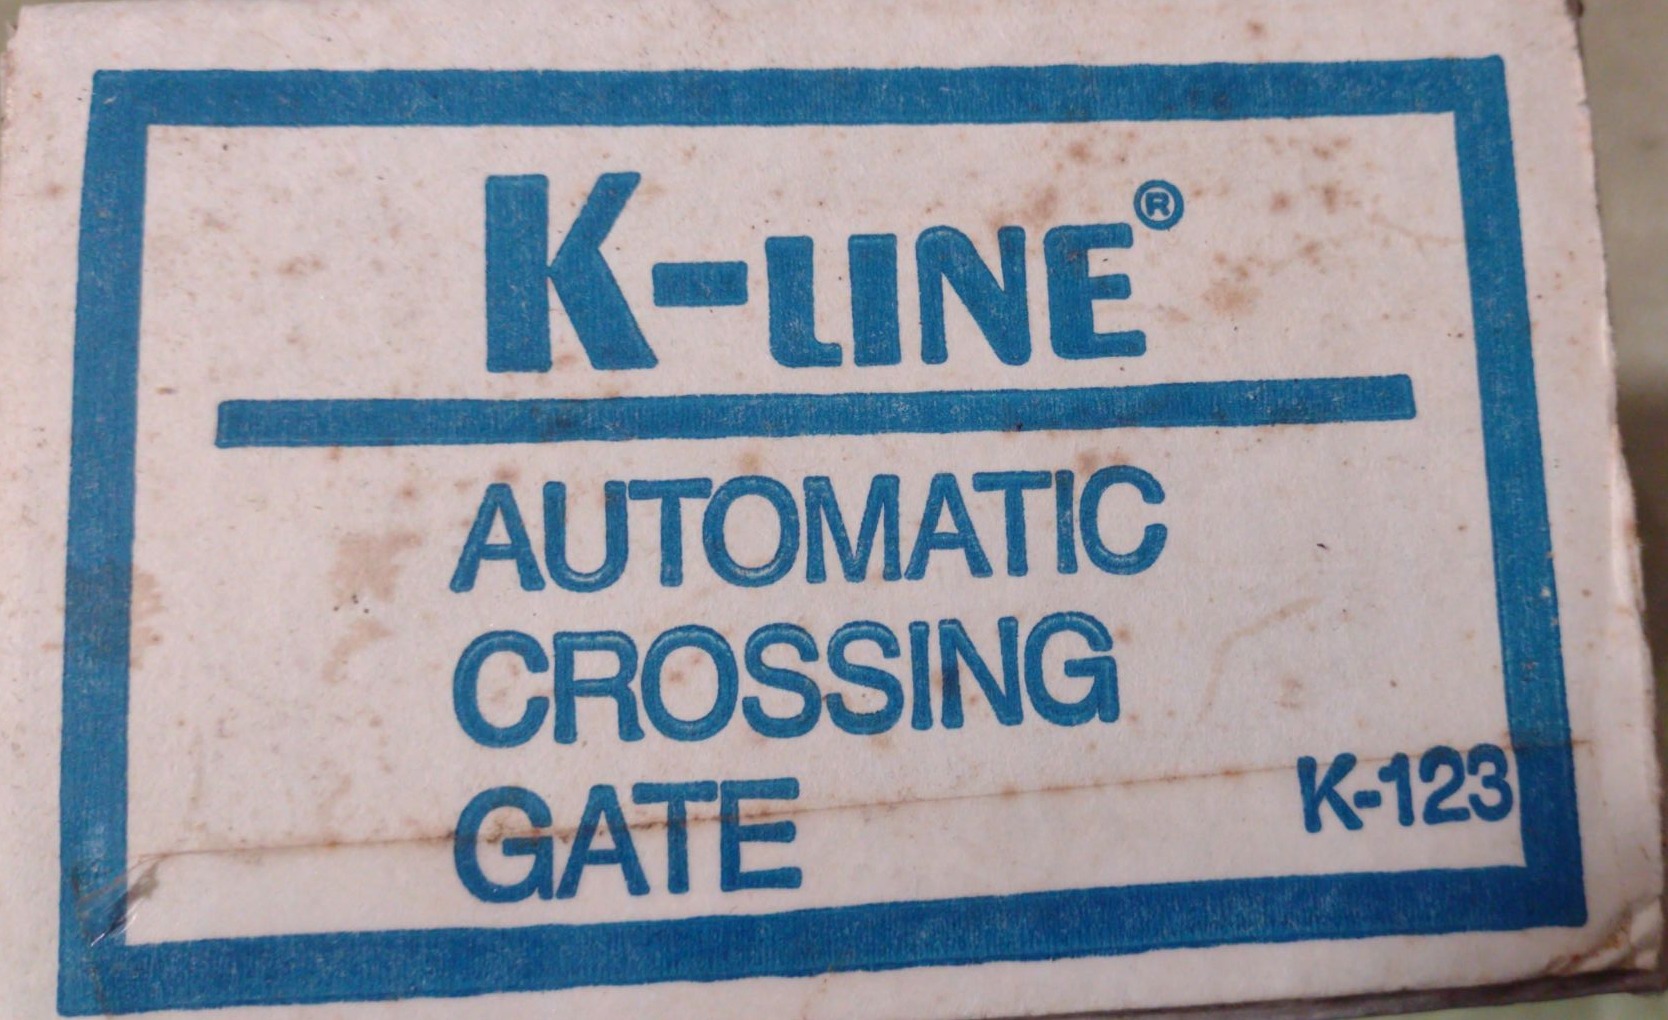 K-LINE®
AUTOMATIC
CROSSING
GATE
K-123